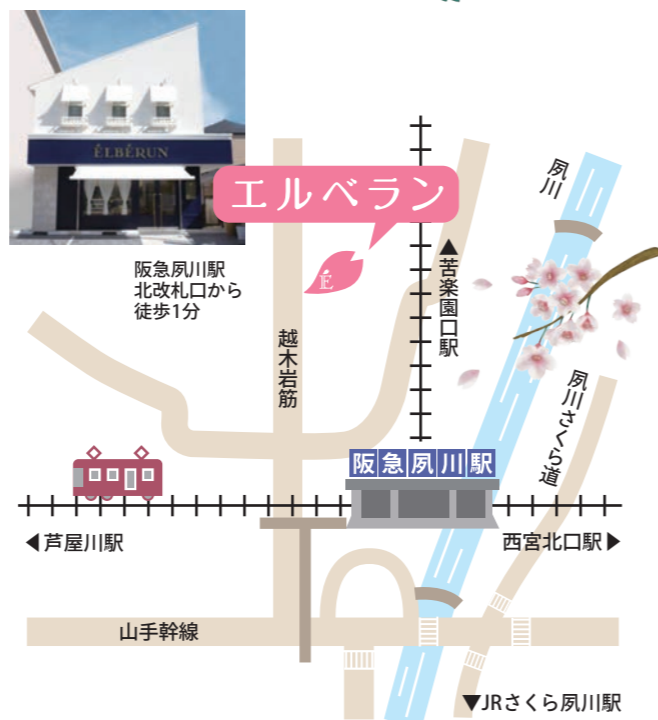 ÉLBÉRUN
エルベラン
É
阪急夙川駅
北改札口から
徒歩1分
夙川
▲苦楽園口駅
越木岩筋
夙川さくら道
阪急夙川駅
◀芦屋川駅
西宮北口駅▶
山手幹線
▼JRさくら夙川駅